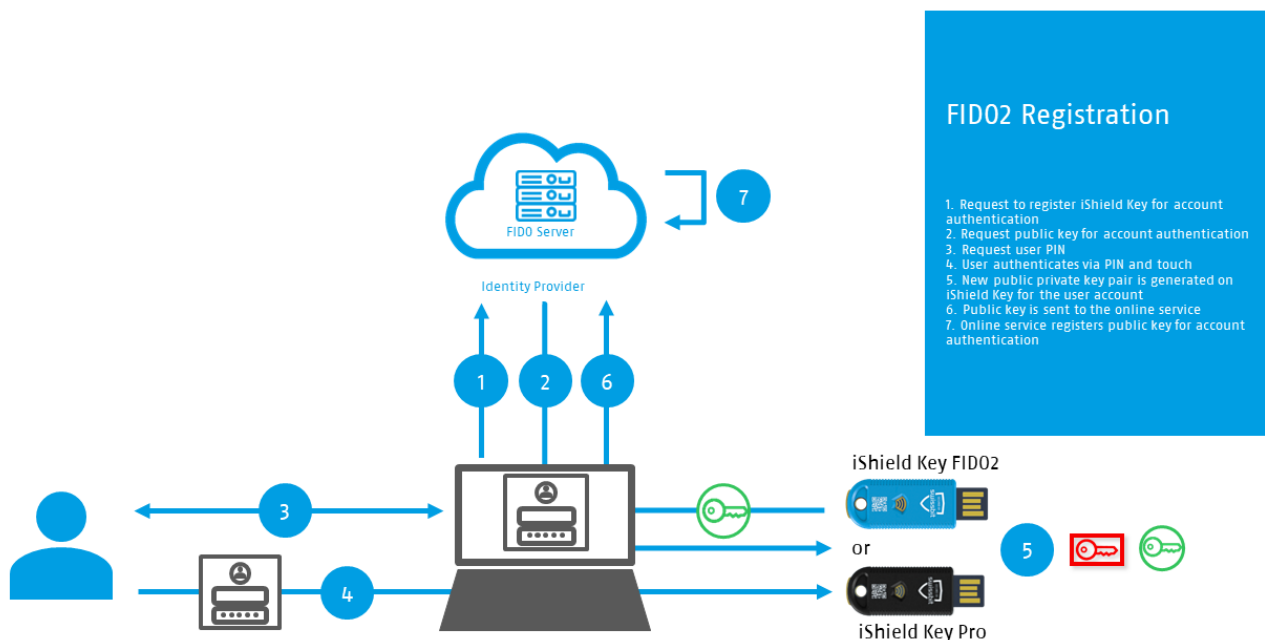 FIDO2 Registration
1. Request to register iShield Key for account
authentication
2. Request public key for account authentication
3. Request user PIN
4. User authenticates via PIN and touch
5. New public private key pair is generated on
iShield Key for the user account
6. Public key is sent to the online service
7. Online service registers public key for account
authentication
FIDO Server
7
Identity Provider
1
2
6
3
4
iShield Key FIDO2
or
5
iShield Key Pro